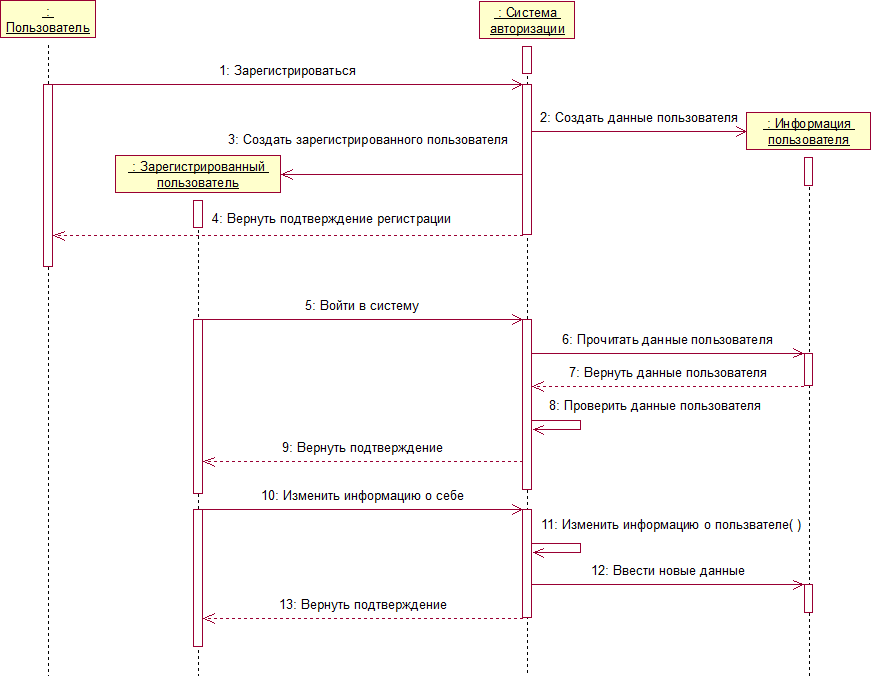 :
Пользователь
: Система
авторизации
1: Зарегистрироваться
2: Создать данные пользователя
: Информация
пользователя
3: Создать зарегистрированного пользователя
: Зарегистрированный
пользователь
4: Вернуть подтверждение регистрации
5: Войти в систему
6: Прочитать данные пользователя
7: Вернуть данные пользователя
8: Проверить данные пользователя
9: Вернуть подтверждение
10: Изменить информацию о себе
11: Изменить информацию о пользвателе( )
12: Ввести новые данные
13: Вернуть подтверждение